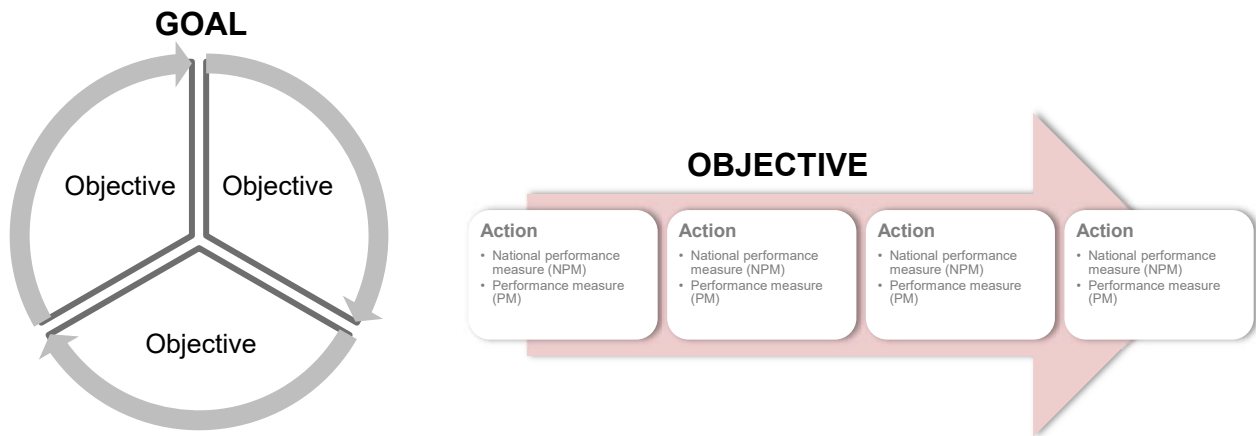 GOAL
Objective
Objective
Objective
OBJECTIVE
Action
• National performance
measure (NPM)
• Performance measure
(PM)
Action
• National performance
measure (NPM)
• Performance measure
(PM)
Action
• National performance
measure (NPM)
• Performance measure
(PM)
Action
• National performance
measure (NPM)
• Performance measure
(PM)